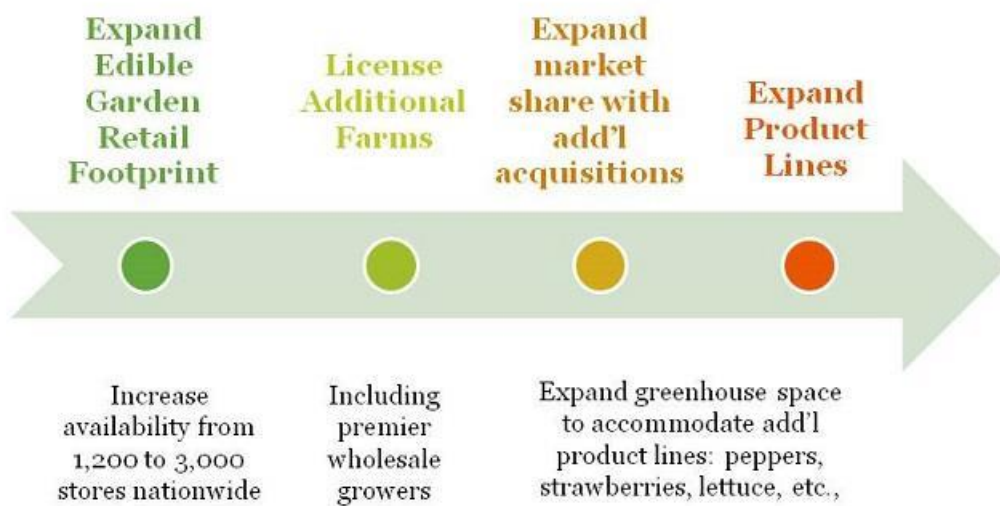 Expand
Edible
Garden
Retail
Footprint
License
Additional
Farms
Expand
market
share with
add'l
acquisitions
Expand
Product
Lines
Increase
availability from
1,200 to 3,000
stores nationwide
Including
premier
wholesale
growers
Expand greenhouse space
to accommodate add'l
product lines: peppers,
strawberries, lettuce, etc.,